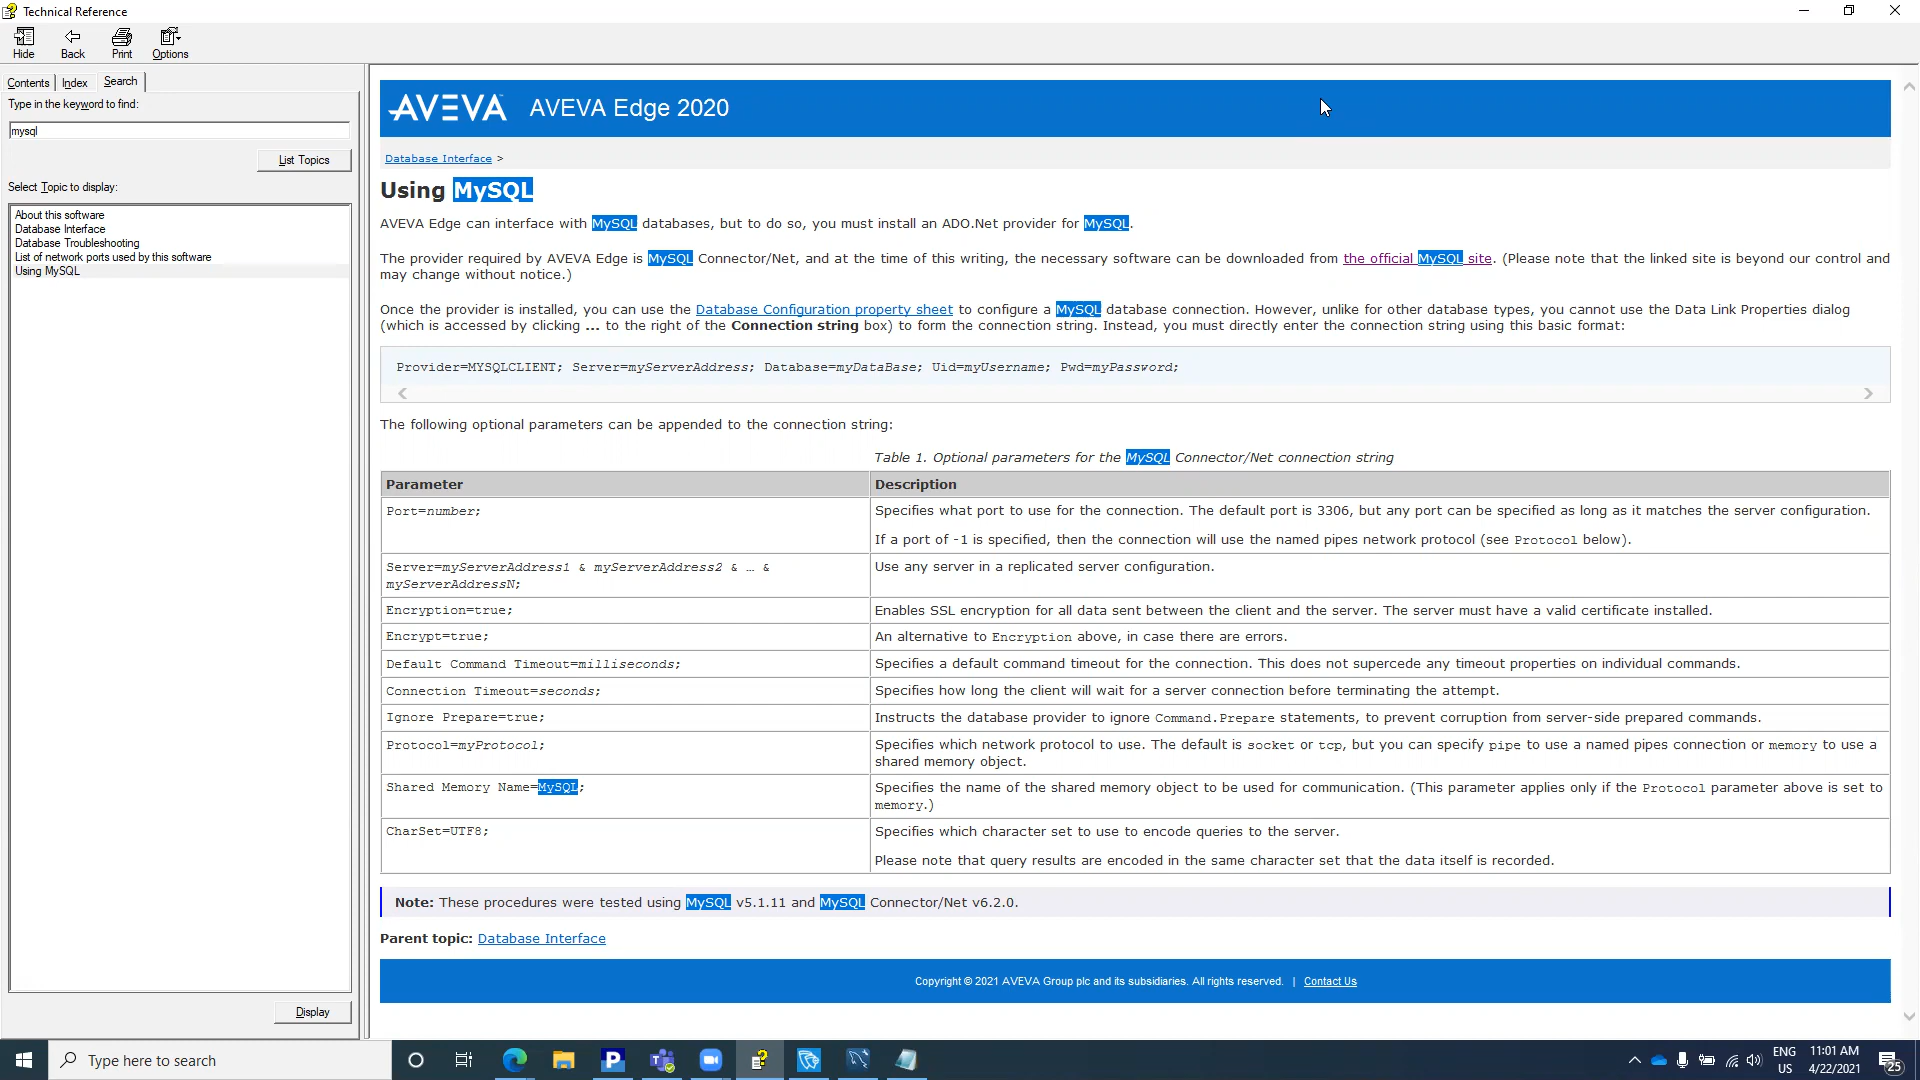 Technical Reference
Hide
Back
Print
Options
Contents
Index
Search
Type in the keyword to find:
mysql
List Topics
Select Topic to display:
About this software
Database Interface
Database Troubleshooting
List of network ports used by this software
Using MySQL
Display
AVEVA AVEVA Edge 2020
Database Interface >
Using MySQL
AVEVA Edge can interface with MySQL databases, but to do so, you must install an ADO.Net provider for MySQL.
The provider required by AVEVA Edge is MySQL Connector/Net, and at the time of this writing, the necessary software can be downloaded from the official MySQL site. (Please note that the linked site is beyond our control and
may change without notice.)
Once the provider is installed, you can use the Database Configuration property sheet to configure a MySQL database connection. However, unlike for other database types, you cannot use the Data Link Properties dialog
(which is accessed by clicking ... to the right of the Connection string box) to form the connection string. Instead, you must directly enter the connection string using this basic format:
Provider=MYSQLCLIENT; Server=myServerAddress; Database=myDataBase; Uid=myUsername; Pwd=myPassword;
The following optional parameters can be appended to the connection string:
Table 1. Optional parameters for the MySQL Connector/Net connection string
Parameter Description
Port=number; Specifies what port to use for the connection. The default port is 3306, but any port can be specified as long as it matches the server configuration.
If a port of -1 is specified, then the connection will use the named pipes network protocol (see Protocol below).
Server=myServerAddress1 & myServerAddress2 & … & Use any server in a replicated server configuration.
myServerAddressN;
Encryption=true; Enables SSL encryption for all data sent between the client and the server. The server must have a valid certificate installed.
Encrypt=true; An alternative to Encryption above, in case there are errors.
Default Command Timeout=milliseconds; Specifies a default command timeout for the connection. This does not supercede any timeout properties on individual commands.
Connection Timeout=seconds; Specifies how long the client will wait for a server connection before terminating the attempt.
Ignore Prepare=true; Instructs the database provider to ignore Command.Prepare statements, to prevent corruption from server-side prepared commands.
Protocol=myProtocol; Specifies which network protocol to use. The default is socket or tcp, but you can specify pipe to use a named pipes connection or memory to use a
shared memory object.
Shared Memory Name=MySQL; Specifies the name of the shared memory object to be used for communication. (This parameter applies only if the Protocol parameter above is set to
memory.)
CharSet=UTF8; Specifies which character set to use to encode queries to the server.
Please note that query results are encoded in the same character set that the data itself is recorded.
Note: These procedures were tested using MySQL v5.1.11 and MySQL Connector/Net v6.2.0.
Parent topic: Database Interface
Copyright © 2021 AVEVA Group plc and its subsidiaries. All rights reserved. | Contact Us
Type here to search
ENG
US
11:01 AM
4/22/2021
25